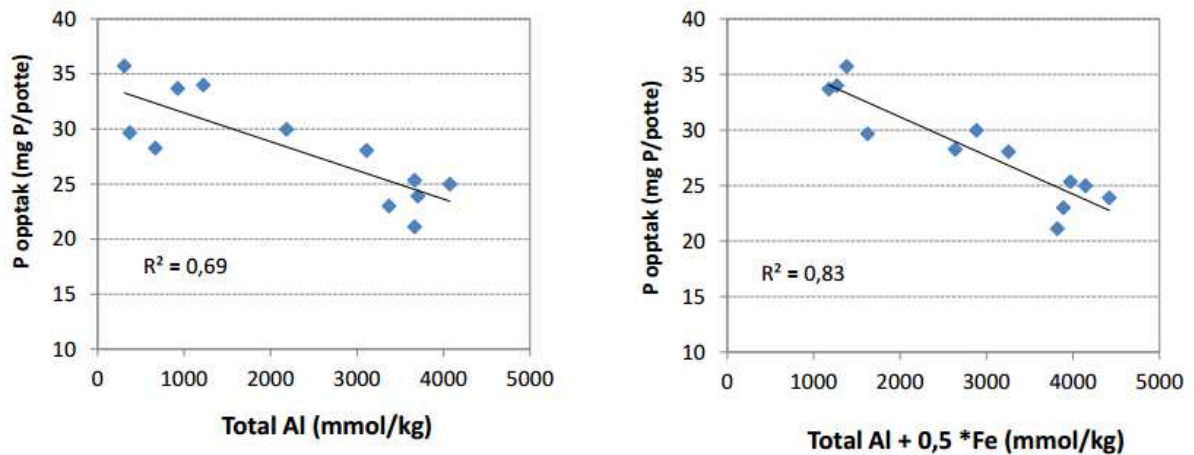 P opptak (mg P/potte)
40
35
30
25
20
15
10
R² = 0,69
0 1000 2000 3000 4000 5000
Total Al (mmol/kg)
P opptak (mg P/potte)
40
35
30
25
20
15
10
R² = 0,83
0 1000 2000 3000 4000 5000
Total Al + 0,5 *Fe (mmol/kg)